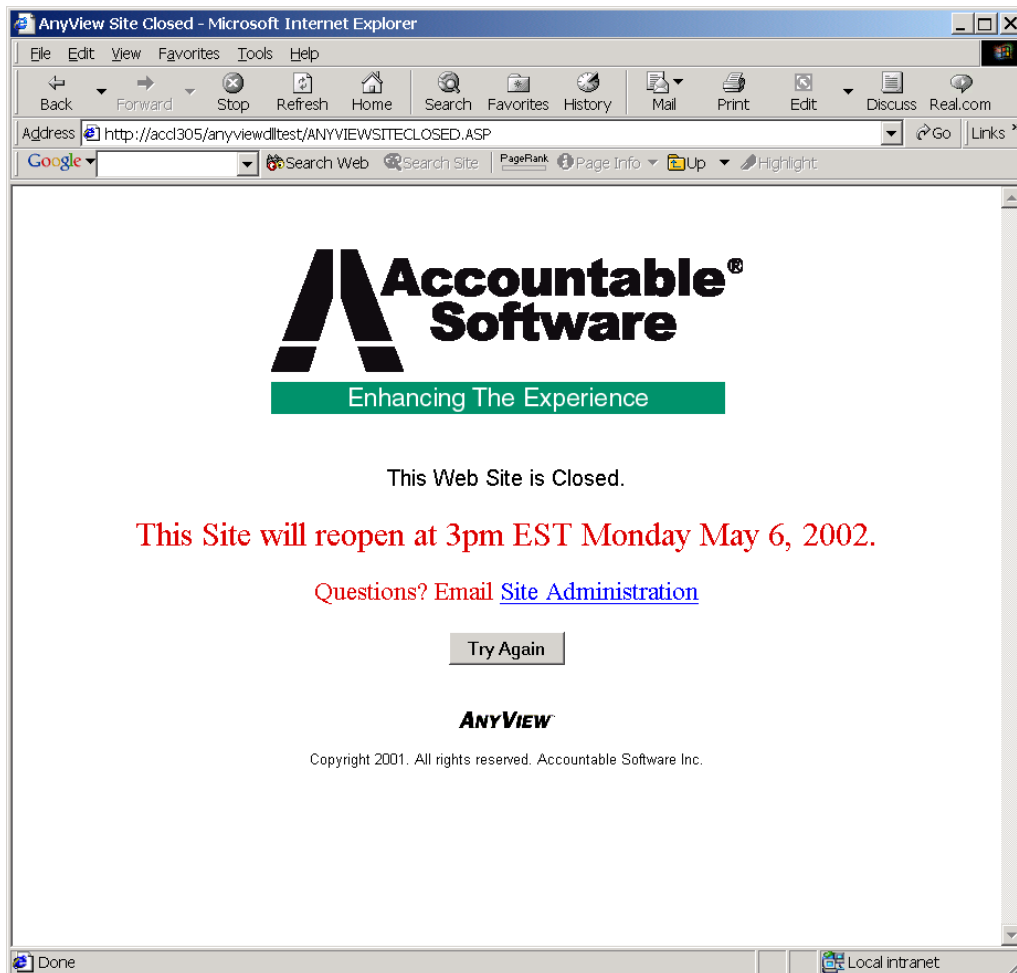 AnyView Site Closed - Microsoft Internet Explorer
File Edit View Favorites Tools Help
Back Forward Stop Refresh Home Search Favorites History Mail Print Edit Discuss Real.com
Address http://accl305/anyviewdlltest/ANYVIEWSITECLOSED.ASP Go Links »
Google Search Web Search Site PageRank Page Info Up Highlight
Accountable®
Software
Enhancing The Experience
This Web Site is Closed.
This Site will reopen at 3pm EST Monday May 6, 2002.
Questions? Email Site Administration
Try Again
ANYVIEW
Copyright 2001. All rights reserved. Accountable Software Inc.
Done Local intranet